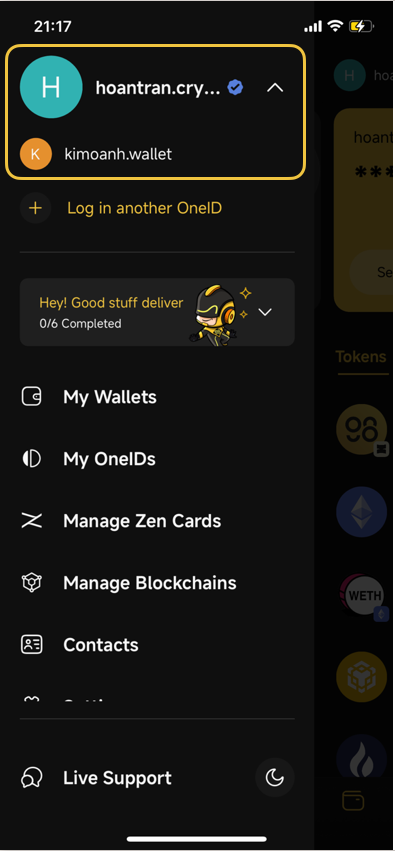 21:17
H
hoantran.cry...
K
kimoanh.wallet
+ Log in another OneID
Hey! Good stuff deliver
0/6 Completed
My Wallets
My OneIDs
Manage Zen Cards
Manage Blockchains
Contacts
Live Support
H hoa
hoant
***
Se
Tokens
WETH